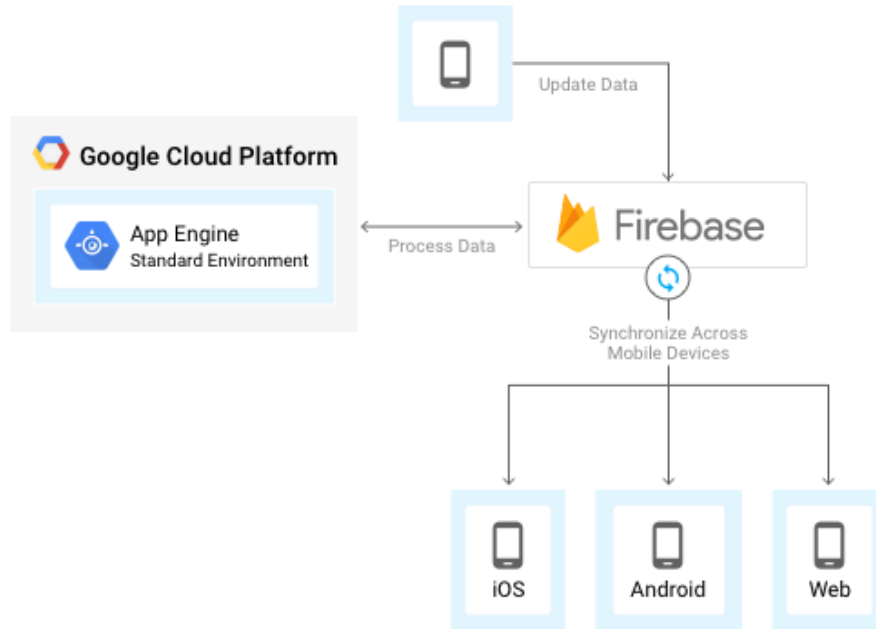 Update Data
Google Cloud Platform
App Engine
Standard Environment
Process Data
Firebase
Synchronize Across
Mobile Devices
iOS
Android
Web